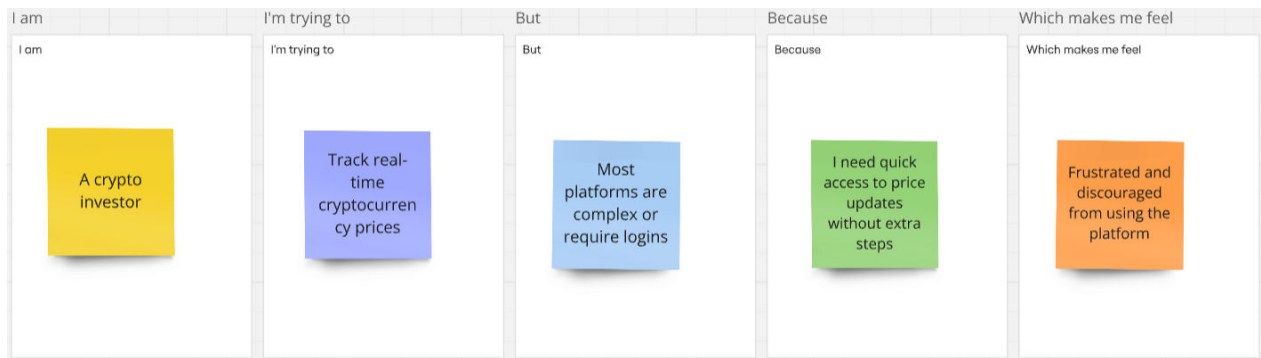 I am
I'm trying to
But
Because
Which makes me feel
I am
I'm trying to
But
Because
Which makes me feel
A crypto
investor
Track real-
time
cryptocurren
cy prices
Most
platforms are
complex or
require logins
I need quick
access to price
updates
without extra
steps
Frustrated and
discouraged
from using the
platform